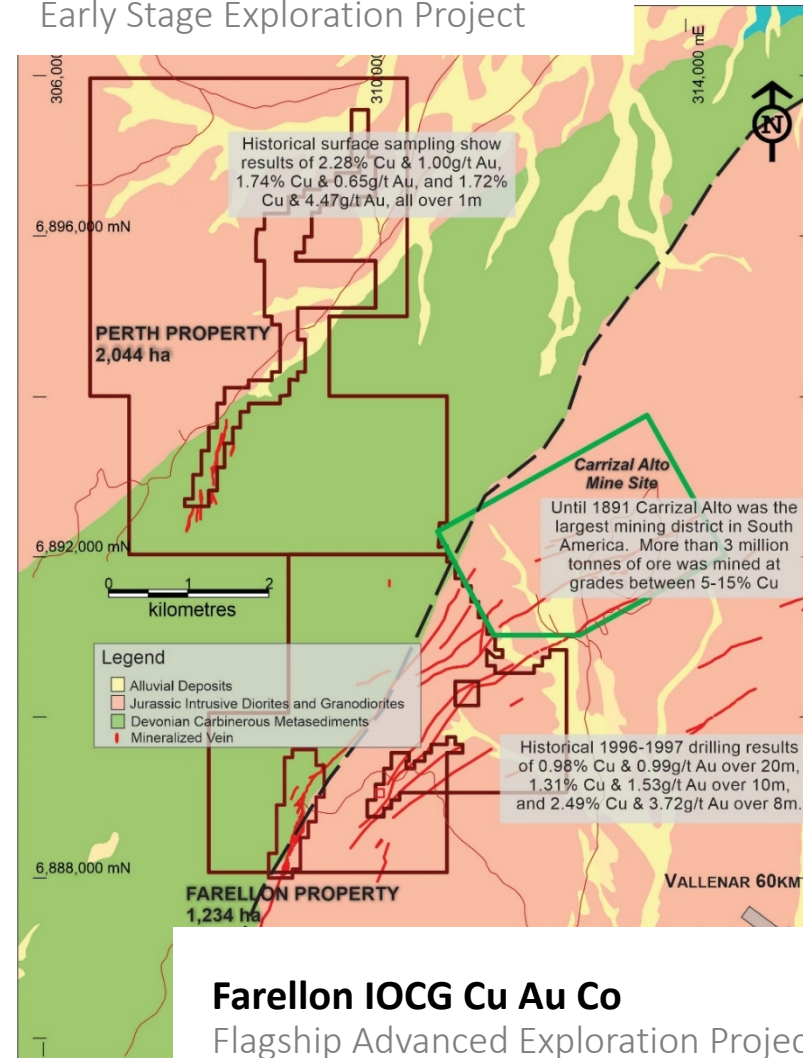 Early Stage Exploration Project
306,000
310,000
314,000 mE
N
Historical surface sampling show
results of 2.28% Cu & 1.00g/t Au,
1.74% Cu & 0.65g/t Au, and 1.72%
Cu & 4.47g/t Au, all over 1m
6,896,000 mN
PERTH PROPERTY
2,044 ha
Carrizal Alto
Mine Site
Until 1891 Carrizal Alto was the
largest mining district in South
America. More than 3 million
tonnes of ore was mined at
grades between 5-15% Cu
6,892,000 mN
0 2
kilometres
Legend
Alluvial Deposits
Jurassic Intrusive Diorites and Granodiorites
Devonian Carbinerous Metasediments
Mineralized Vein
Historical 1996-1997 drilling results
of 0.98% Cu & 0.99g/t Au over 20m,
1.31% Cu & 1.53g/t Au over 10m,
and 2.49% Cu & 3.72g/t Au over 8m.
6,888,000 mN
VALLENAR 60KM
FARELLON PROPERTY
1,234 ha
Farellon IOCG Cu Au Co
Flagship Advanced Exploration Projec